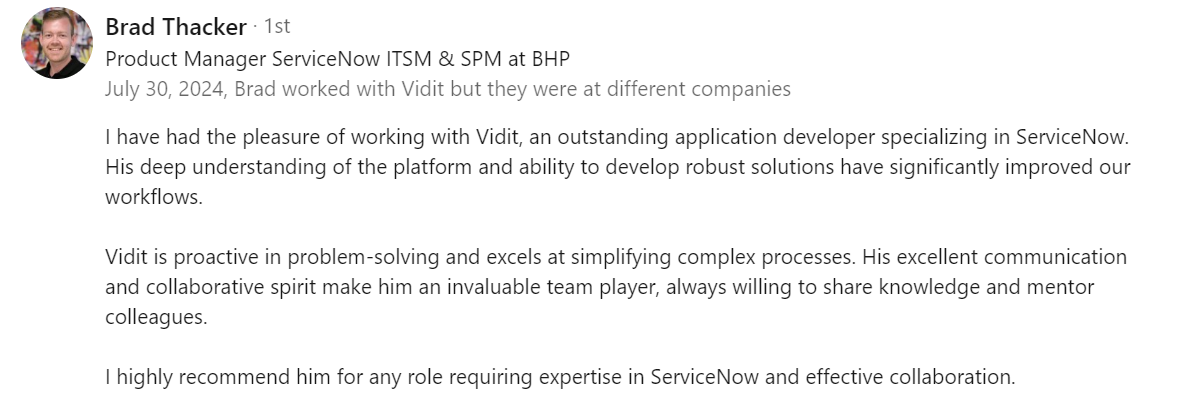 Brad Thacker · 1st
Product Manager ServiceNow ITSM & SPM at BHP
July 30, 2024, Brad worked with Vidit but they were at different companies
I have had the pleasure of working with Vidit, an outstanding application developer specializing in ServiceNow.
His deep understanding of the platform and ability to develop robust solutions have significantly improved our
workflows.
Vidit is proactive in problem-solving and excels at simplifying complex processes. His excellent communication
and collaborative spirit make him an invaluable team player, always willing to share knowledge and mentor
colleagues.
I highly recommend him for any role requiring expertise in ServiceNow and effective collaboration.